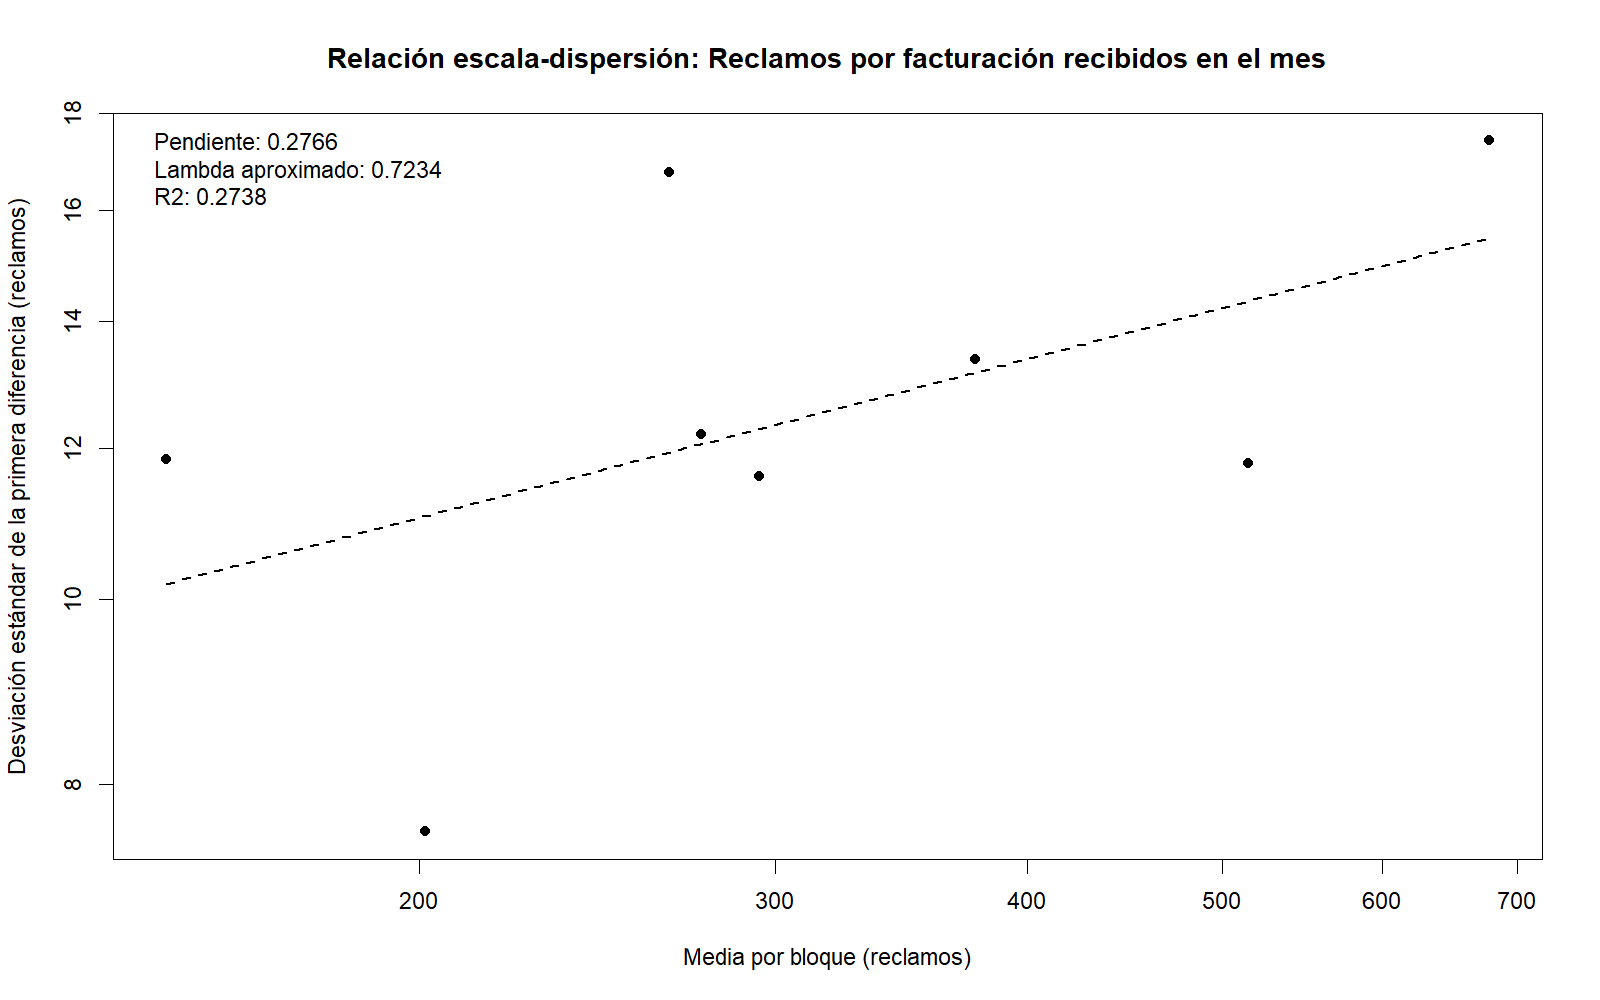 Relación escala-dispersión: Reclamos por facturación recibidos en el mes
Pendiente: 0.2766
Lambda aproximado: 0.7234
R2: 0.2738
Desviación estándar de la primera diferencia (reclamos)
18
16
14
12
10
8
200 300 400 500 600 700
Media por bloque (reclamos)